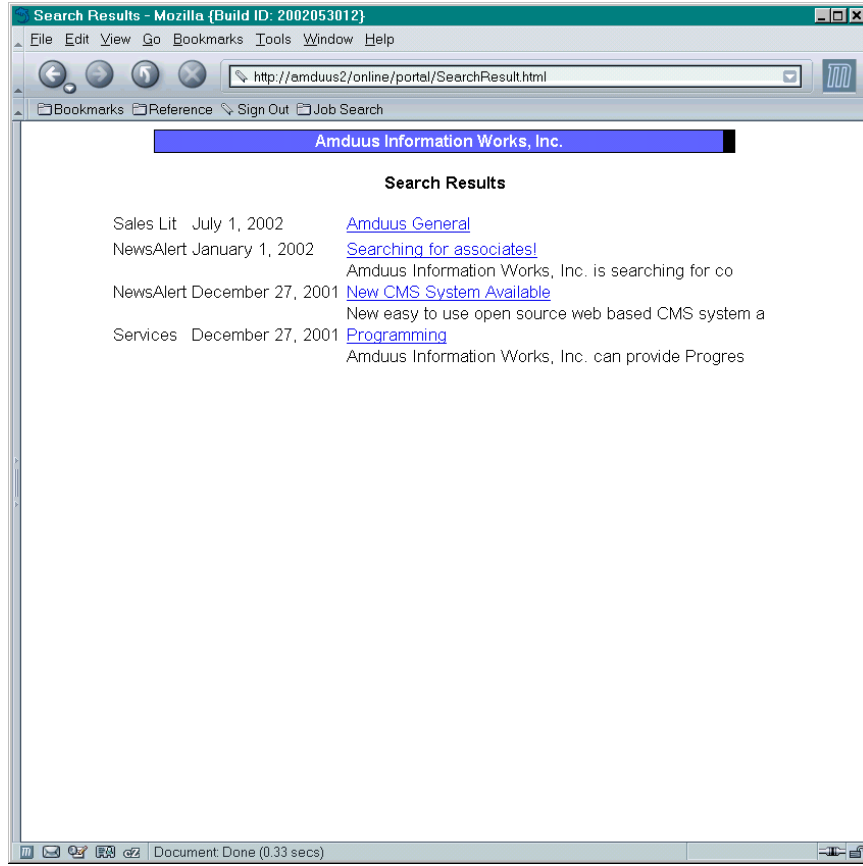 Search Results - Mozilla {Build ID: 2002053012}
File Edit View Go Bookmarks Tools Window Help
http://amduus2/online/portal/SearchResult.html
Bookmarks Reference Sign Out Job Search
Amduus Information Works, Inc.
Search Results
Sales Lit July 1, 2002 Amduus General
NewsAlert January 1, 2002 Searching for associates!
Amduus Information Works, Inc. is searching for co
NewsAlert December 27, 2001 New CMS System Available
New easy to use open source web based CMS system a
Services December 27, 2001 Programming
Amduus Information Works, Inc. can provide Progres
Document: Done (0.33 secs)